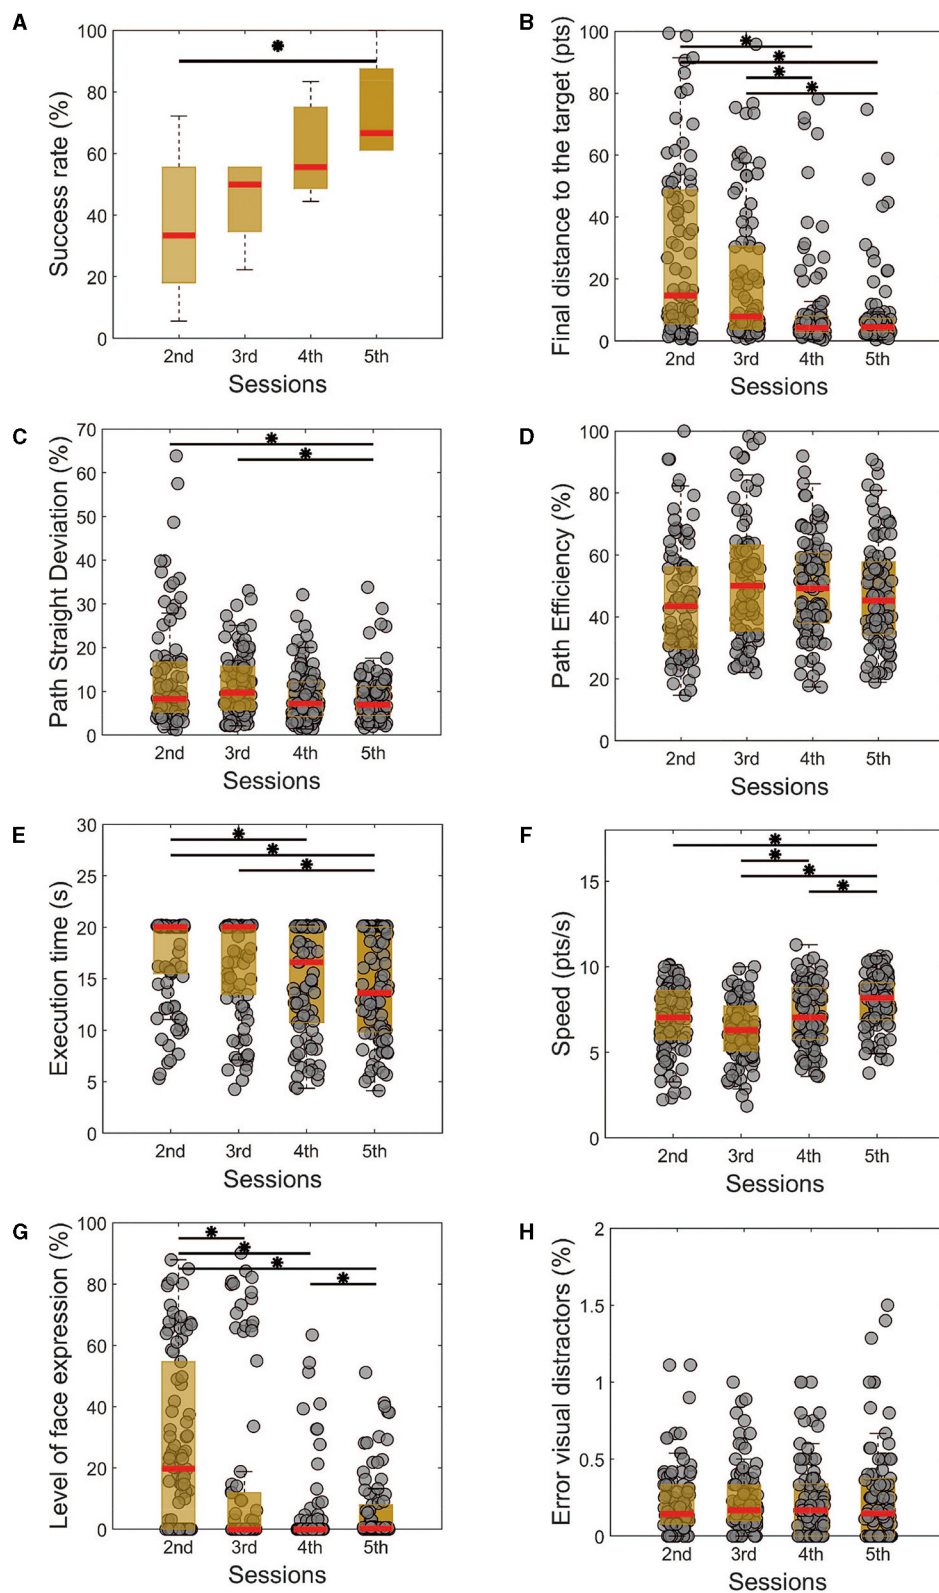 A
Success rate (%)
100
80
60
40
20
0
*
2nd 3rd 4th 5th
Sessions
B
Final distance to the target (pts)
100
80
60
40
20
0
*
*
*
*
2nd 3rd 4th 5th
Sessions
C
Path Straight Deviation (%)
70
60
50
40
30
20
10
0
*
*
2nd 3rd 4th 5th
Sessions
D
Path Efficiency (%)
100
80
60
40
20
0
2nd 3rd 4th 5th
Sessions
E
Execution time (s)
30
25
20
15
10
5
0
*
*
*
2nd 3rd 4th 5th
Sessions
F
Speed (pts/s)
15
10
5
0
*
*
*
*
2nd 3rd 4th 5th
Sessions
G
Level of face expression (%)
100
80
60
40
20
0
*
*
*
*
2nd 3rd 4th 5th
Sessions
H
Error visual distractors (%)
2
1.5
1
0.5
0
2nd 3rd 4th 5th
Sessions